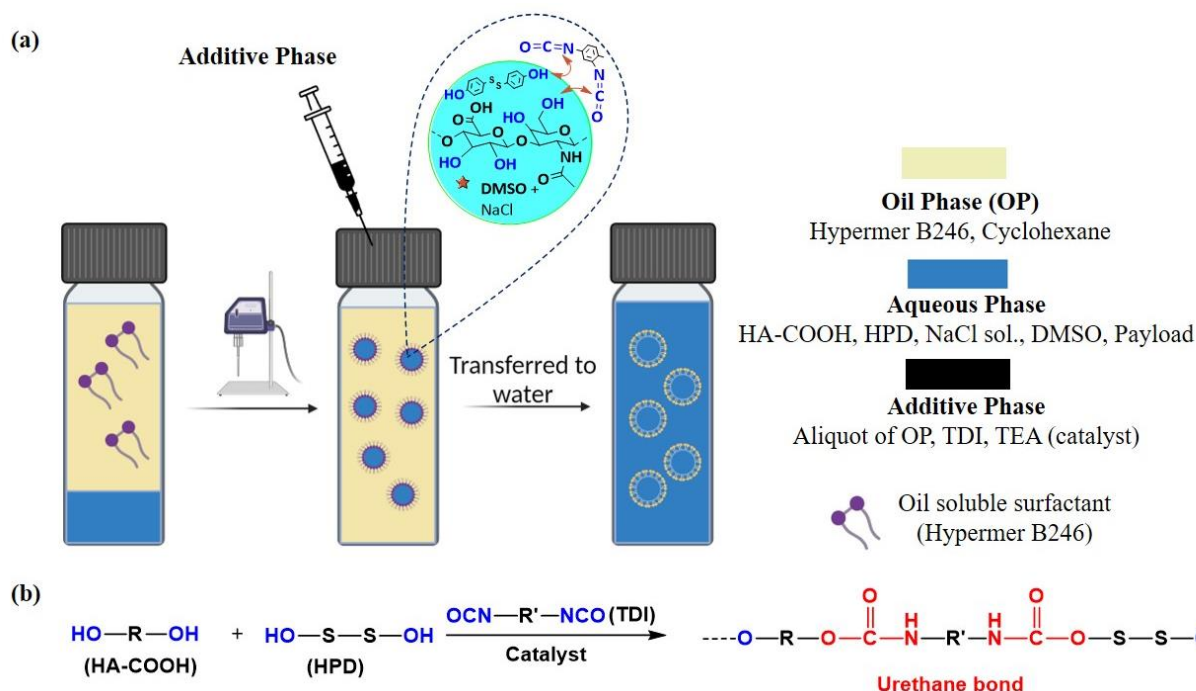 (a)
Additive Phase
O=C=N
N
C
O
HO
S
S
OH
O
OH
OH
O
O
HO
OH
O
OH
O
O
NH
O
DMSO +
NaCl
Transferred to
water
Oil Phase (OP)
Hypermer B246, Cyclohexane
Aqueous Phase
HA-COOH, HPD, NaCl sol., DMSO, Payload
Additive Phase
Aliquot of OP, TDI, TEA (catalyst)
Oil soluble surfactant
(Hypermer B246)
(b)
HO—R—OH
(HA-COOH)
+
HO—S—S—OH
(HPD)
OCN—R'—NCO (TDI)
Catalyst
O O
----O—R—O—C—N—R'—N—C—O—S—S
H H
Urethane bond